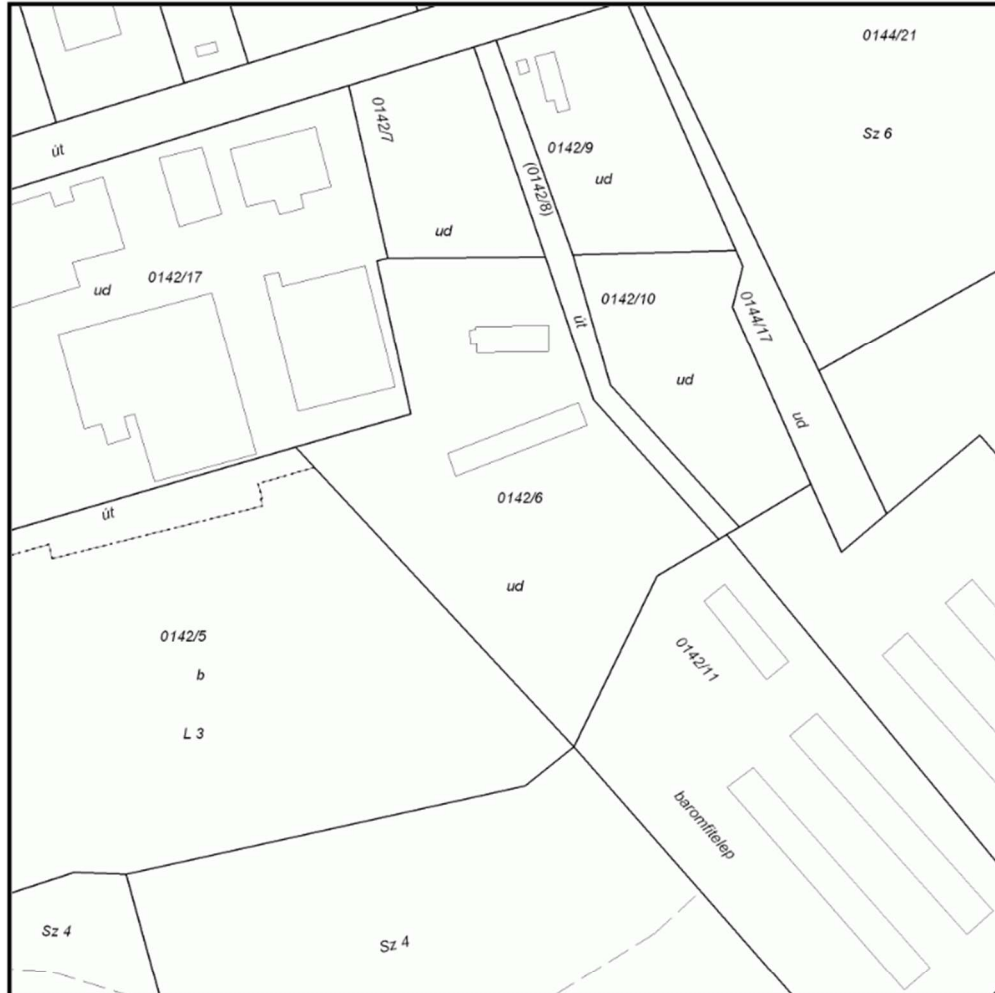 0144/21
0142/7
Sz 6
út
0142/9
ud
(0142/8)
ud
0142/17
ud
0142/10
0144/17
út
ud
ud
0142/6
út
ud
0142/5
0142/11
b
L 3
baromfitelep
Sz 4
Sz 4